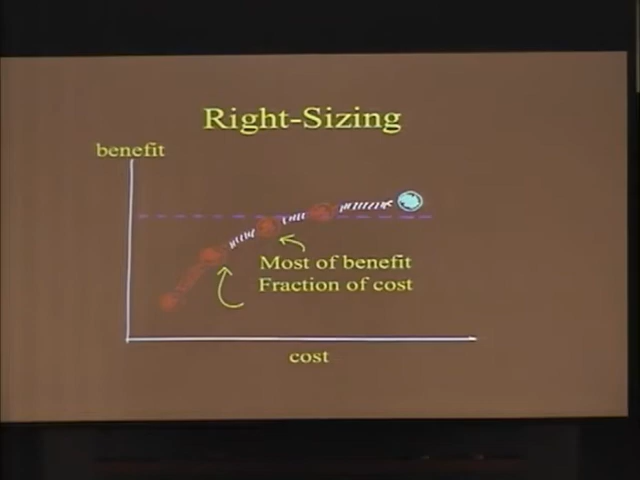 Right-Sizing
benefit
Most of benefit
Fraction of cost
cost